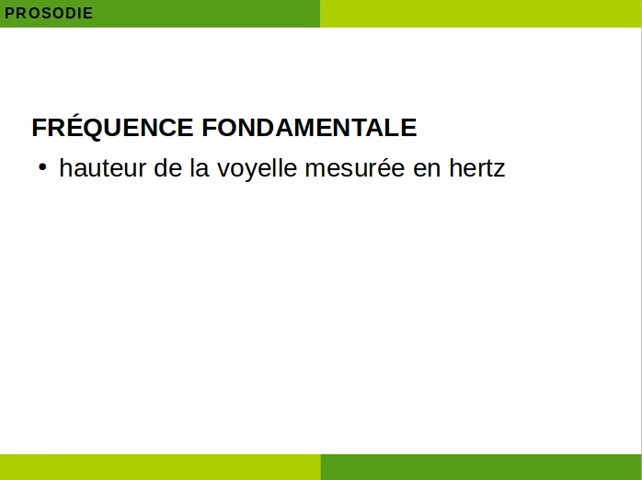 PROSODIE
FRÉQUENCE FONDAMENTALE
• hauteur de la voyelle mesurée en hertz